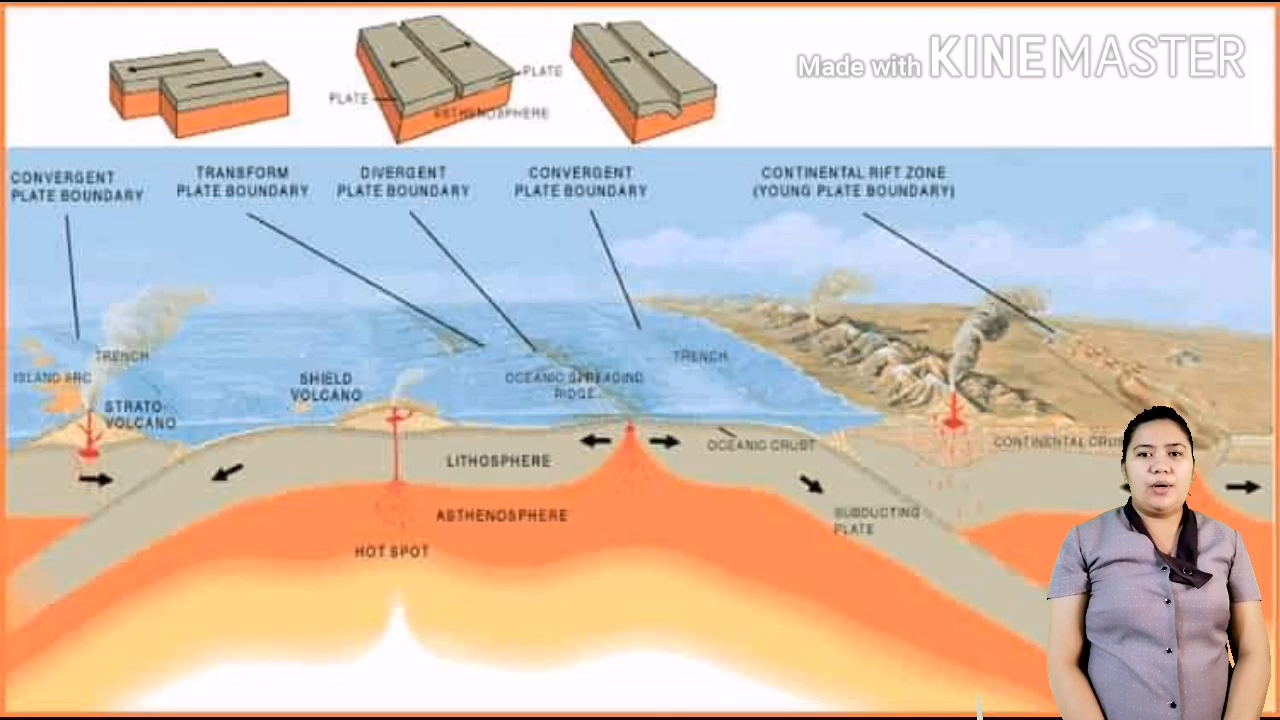 Made with KINEMASTER
PLATE
PLATE
ASTHENOSPHERE
CONVERGENT
PLATE BOUNDARY
TRANSFORM
PLATE BOUNDARY
DIVERGENT
PLATE BOUNDARY
CONVERGENT
PLATE BOUNDARY
CONTINENTAL RIFT ZONE
(YOUNG PLATE BOUNDARY)
TRENCH
ISLAND ARC
STRATO-
VOLCANO
SHIELD
VOLCANO
OCEANIC SPREADING
RIDGE
TRENCH
LITHOSPHERE
OCEANIC CRUST
CONTINENTAL CRUS
ASTHENOSPHERE
SUBDUCTING
PLATE
HOT SPOT